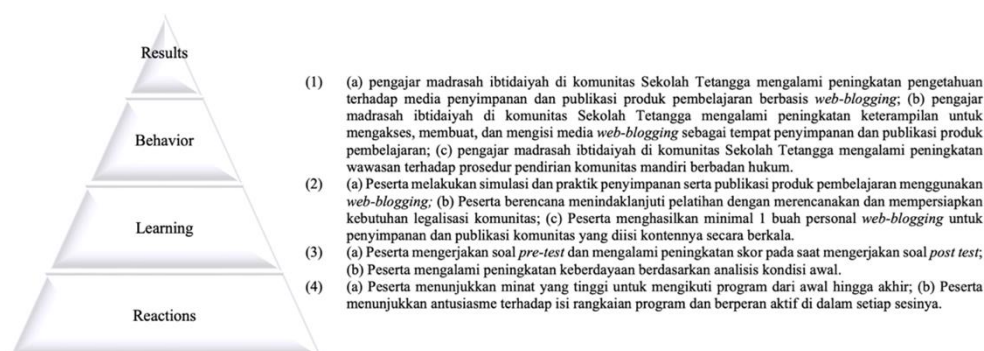 Results
Behavior
Learning
Reactions
(1) (a) pengajar madrasah ibtidaiyah di komunitas Sekolah Tetangga mengalami peningkatan pengetahuan
terhadap media penyimpanan dan publikasi produk pembelajaran berbasis web-blogging; (b) pengajar
madrasah ibtidaiyah di komunitas Sekolah Tetangga mengalami peningkatan keterampilan untuk
mengakses, membuat, dan mengisi media web-blogging sebagai tempat penyimpanan dan publikasi produk
pembelajaran; (c) pengajar madrasah ibtidaiyah di komunitas Sekolah Tetangga mengalami peningkatan
wawasan terhadap prosedur pendirian komunitas mandiri berbadan hukum.
(2) (a) Peserta melakukan simulasi dan praktik penyimpanan serta publikasi produk pembelajaran menggunakan
web-blogging; (b) Peserta berencana menindaklanjuti pelatihan dengan merencanakan dan mempersiapkan
kebutuhan legalisasi komunitas; (c) Peserta menghasilkan minimal 1 buah personal web-blogging untuk
penyimpanan dan publikasi komunitas yang diisi kontennya secara berkala.
(3) (a) Peserta mengerjakan soal pre-test dan mengalami peningkatan skor pada saat mengerjakan soal post test;
(b) Peserta mengalami peningkatan keberdayaan berdasarkan analisis kondisi awal.
(4) (a) Peserta menunjukkan minat yang tinggi untuk mengikuti program dari awal hingga akhir; (b) Peserta
menunjukkan antusiasme terhadap isi rangkaian program dan berperan aktif di dalam setiap sesinya.